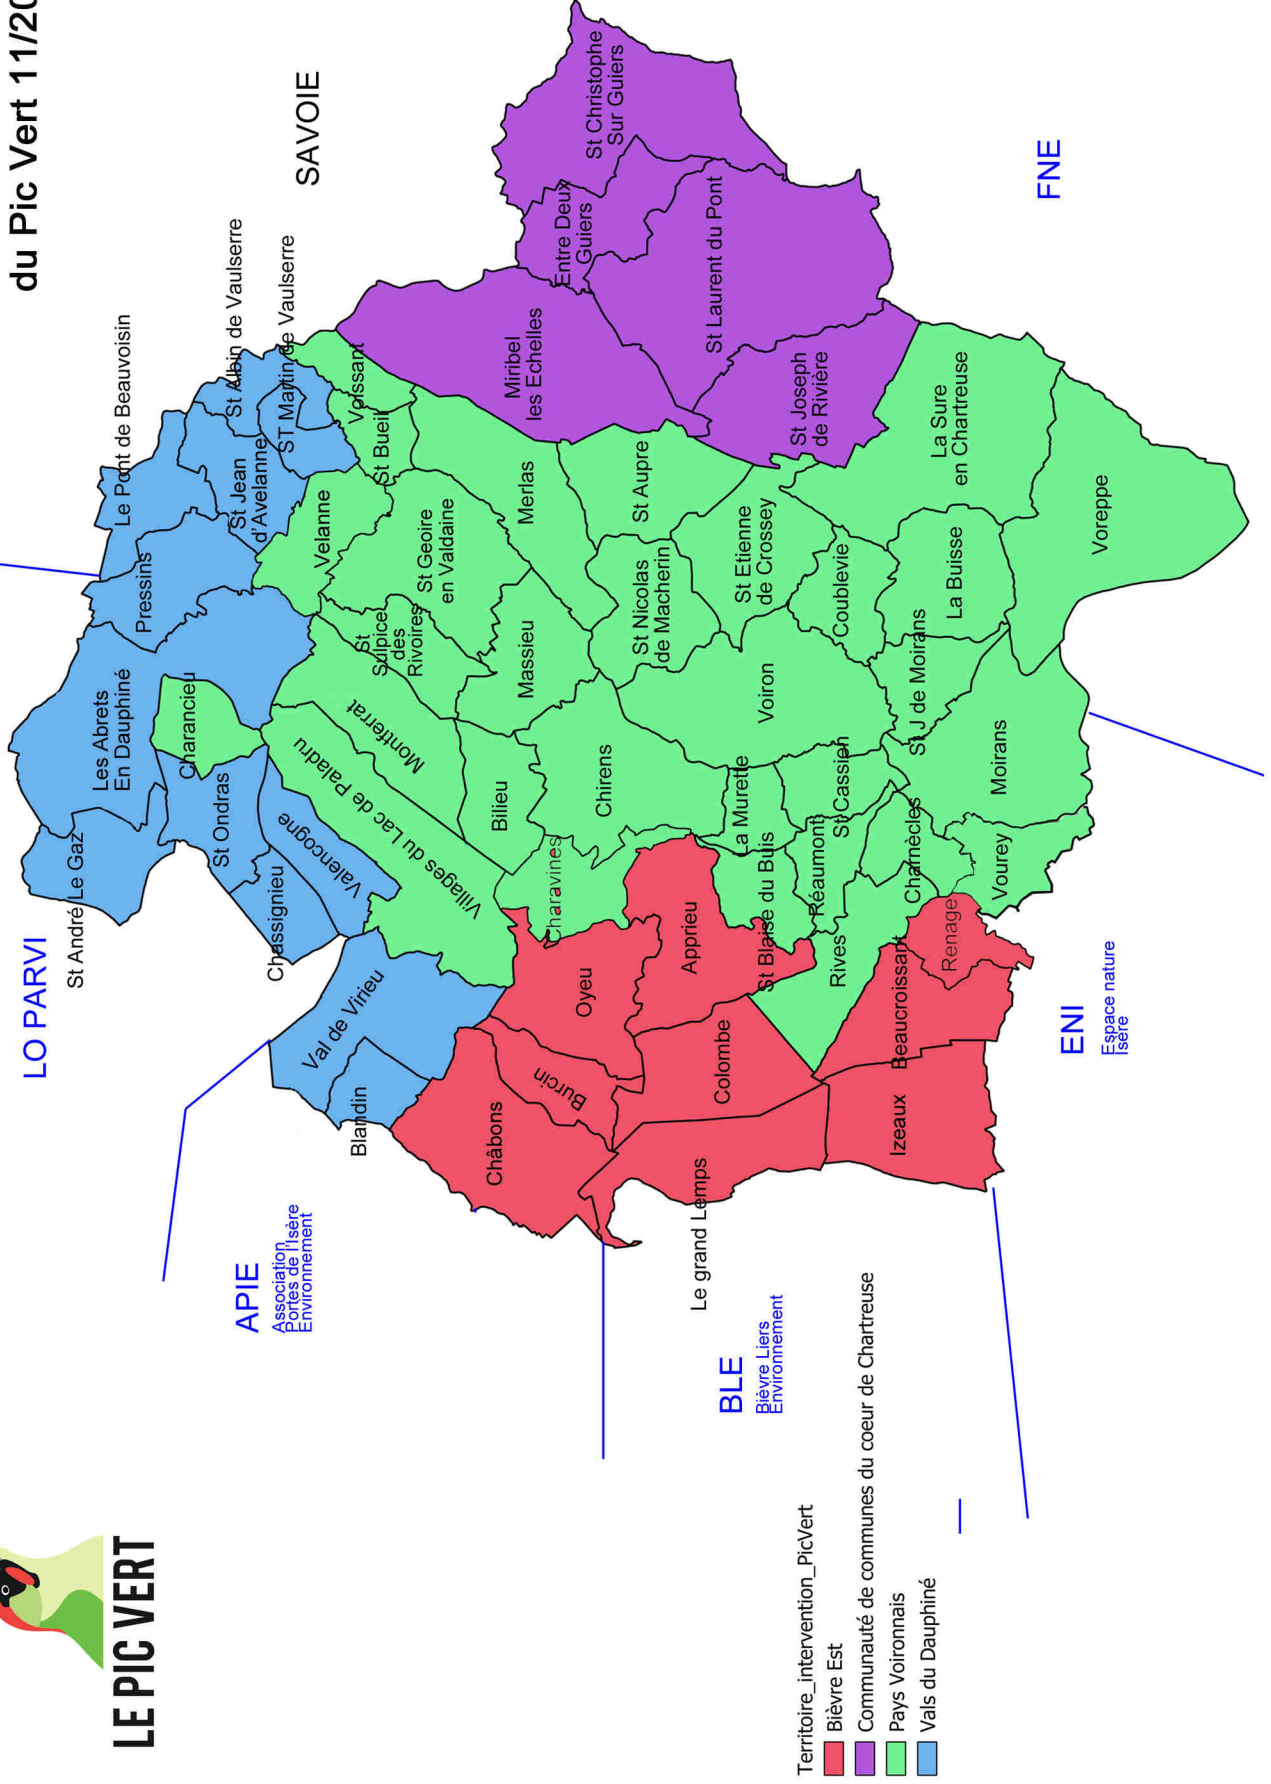 du Pic Vert 11/20
LE PIC VERT
SAVOIE
LO PARVI
FNE
APIE
Association
Portes de l'Isère
Environnement
BLE
Bièvre Liers
Environnement
ENI
Espace nature
Isère
St André Le Gaz
Les Abrets
En Dauphiné
Pressins
Le Pont de Beauvoisin
St Albin de Vaulserre
ST Martin de Vaulserre
St Jean
d'Avelanne
Charancieu
St Ondras
Chassignieu
Valencogne
Val de Virieu
Blandin
Voissant
St Bueil
Velanne
St Geoire
en Valdaine
St
Sulpice
des
Rivoires
Montferrat
Villages du Lac de Paladru
Bilieu
Massieu
Merlas
Charavines
Chirens
St Nicolas
de Macherin
St Aupre
St Etienne
de Crossey
Voiron
Coublevie
La Murette
St Blaise du Buis
Réaumont
St Cassien
Rives
Charnècles
St J de Moirans
La Buisse
La Sure
en Chartreuse
Voreppe
Moirans
Vourey
Miribel
les Echelles
Entre Deux
Guiers
St Christophe
Sur Guiers
St Laurent du Pont
St Joseph
de Rivière
Châbons
Burcin
Oyeu
Apprieu
Colombe
Le grand Lemps
Beaucroissant
Renage
Izeaux
Territoire_intervention_PicVert
Bièvre Est
Communauté de communes du coeur de Chartreuse
Pays Voironnais
Vals du Dauphiné